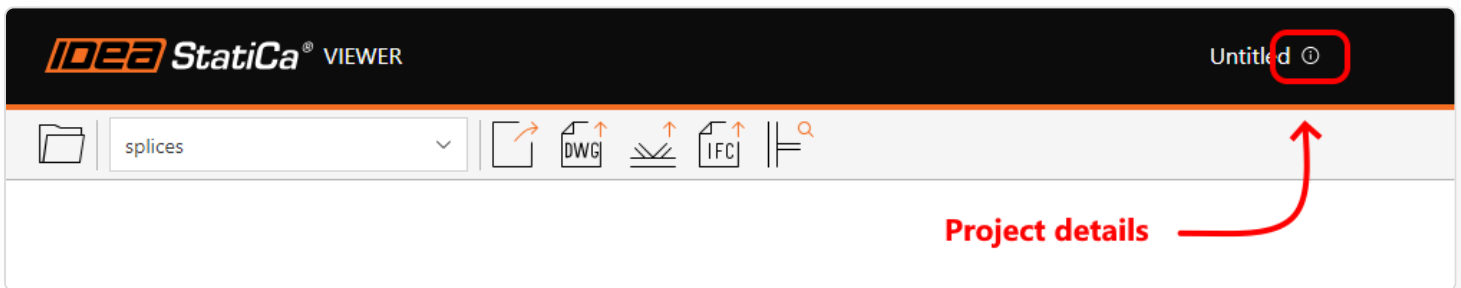 IDEA StatiCa® VIEWER
Untitled
splices
DWG
IFC
Project details